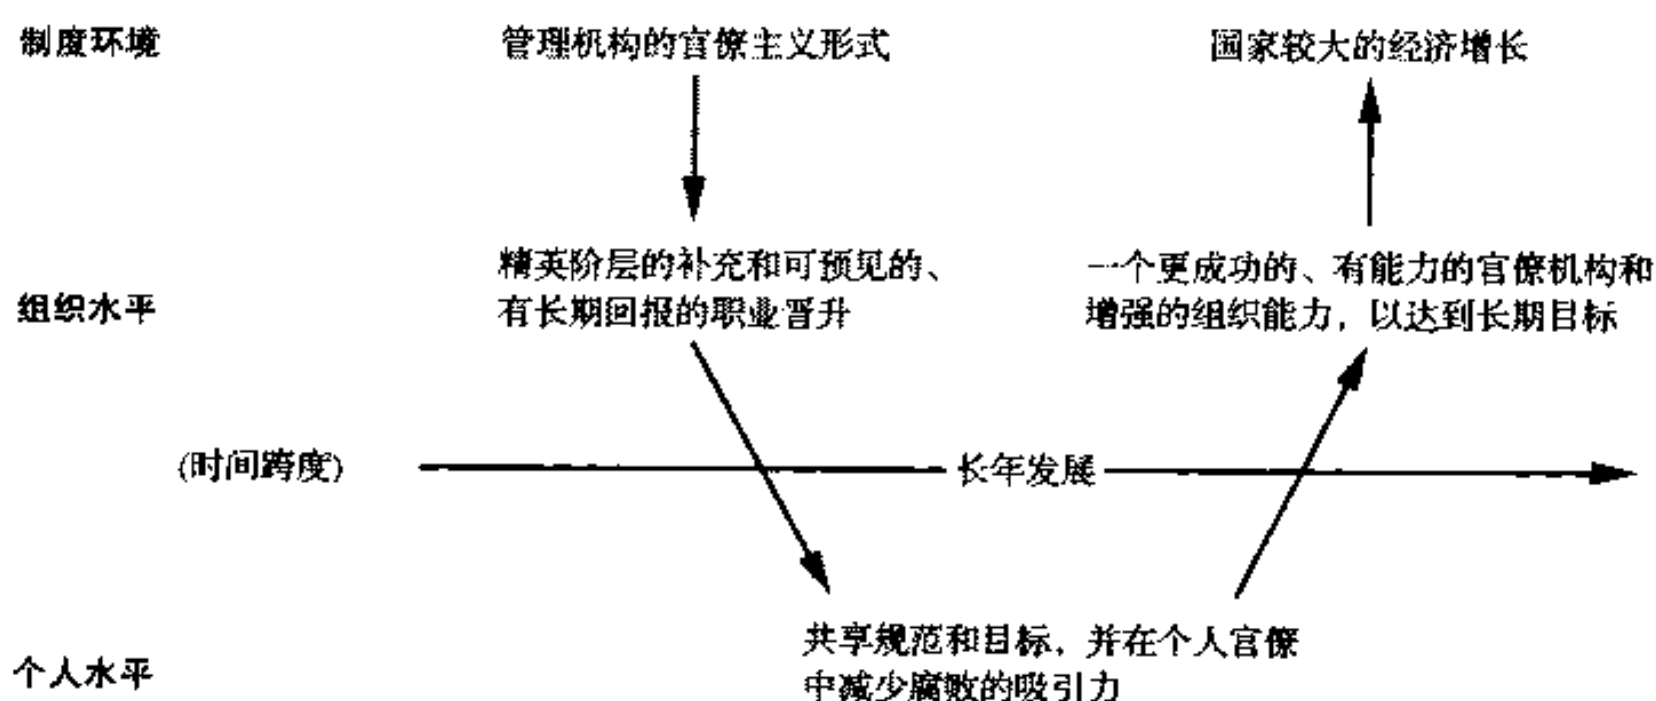 制度环境
管理机构的官僚主义形式
国家较大的经济增长
组织水平
精英阶层的补充和可预见的、
有长期回报的职业晋升
一个更成功的、有能力的官僚机构和
增强的组织能力，以达到长期目标
(时间跨度)
长年发展
个人水平
共享规范和目标，并在个人官僚
中减少腐败的吸引力